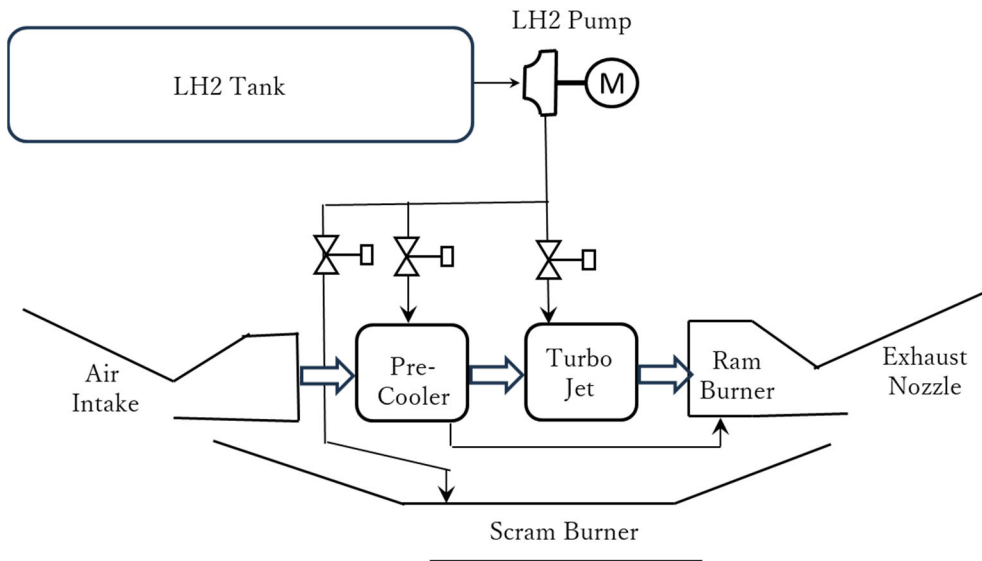 LH2 Pump
LH2 Tank
M
Air
Intake
Pre-
Cooler
Turbo
Jet
Ram
Burner
Exhaust
Nozzle
Scram Burner